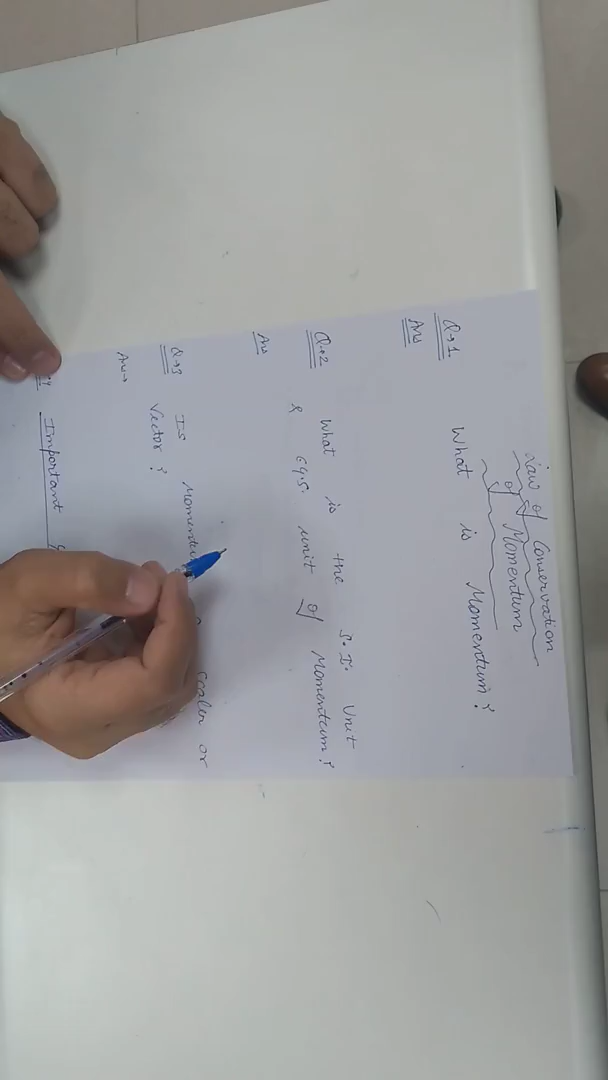 Law of Conservation
of Momentum
Q→1 What is Momentum?
Ans
Q→2 What is the S.I. Unit
& C.G.S. unit of Momentum?
Ans
Q→3 Is Momentum scaler or
Vector?
Ans→
Important